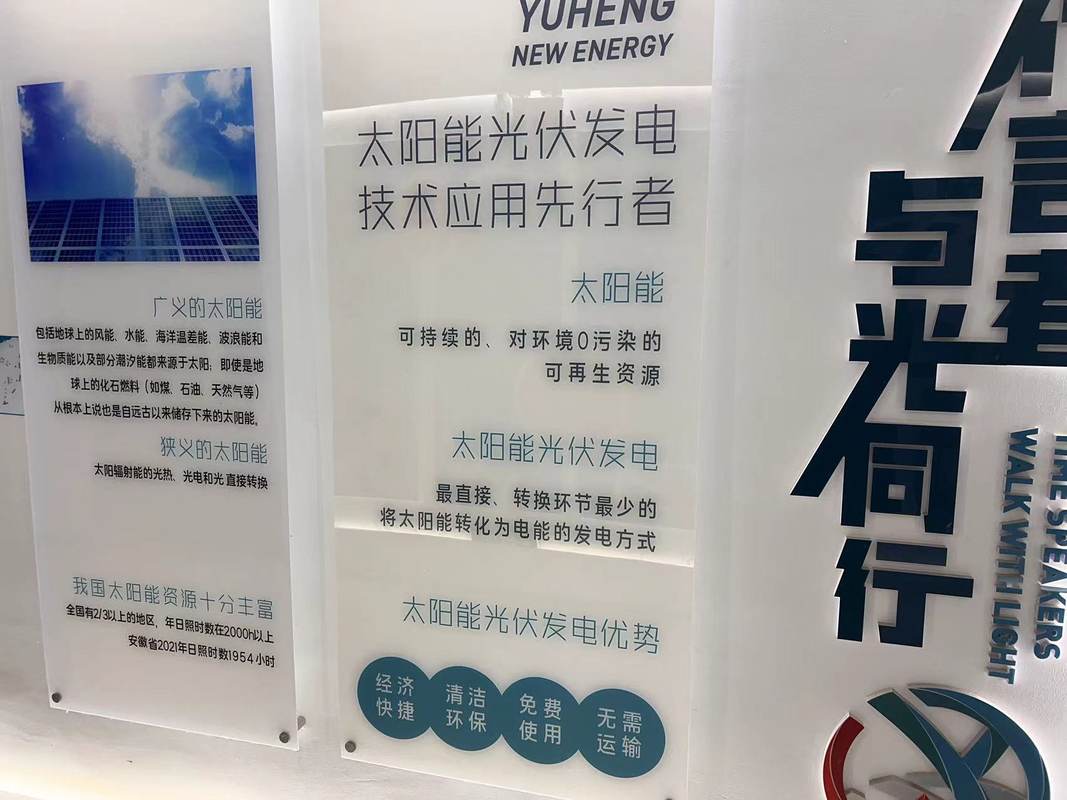 广义的太阳能
包括地球上的风能、水能、海洋温差能、波浪能和
生物质能以及部分潮汐能都来源于太阳，即使是地
球上的化石燃料（如煤、石油、天然气等）
从根本上说也是自远古以来储存下来的太阳能。
狭义的太阳能
太阳辐射能的光热、光电和光直接转换
我国太阳能资源十分丰富
全国有2/3以上的地区，年日照时数在2000h以上
安徽省2021年日照时数1954小时
YUHENG
NEW ENERGY
太阳能光伏发电
技术应用先行者
太阳能
可持续的、对环境0污染的
可再生资源
太阳能光伏发电
最直接、转换环节最少的
将太阳能转化为电能的发电方式
太阳能光伏发电优势
经济
快捷
清洁
环保
免费
使用
无需
运输
信者
与光同行
TIME SPEAKERS
WALK WITH LIGHT